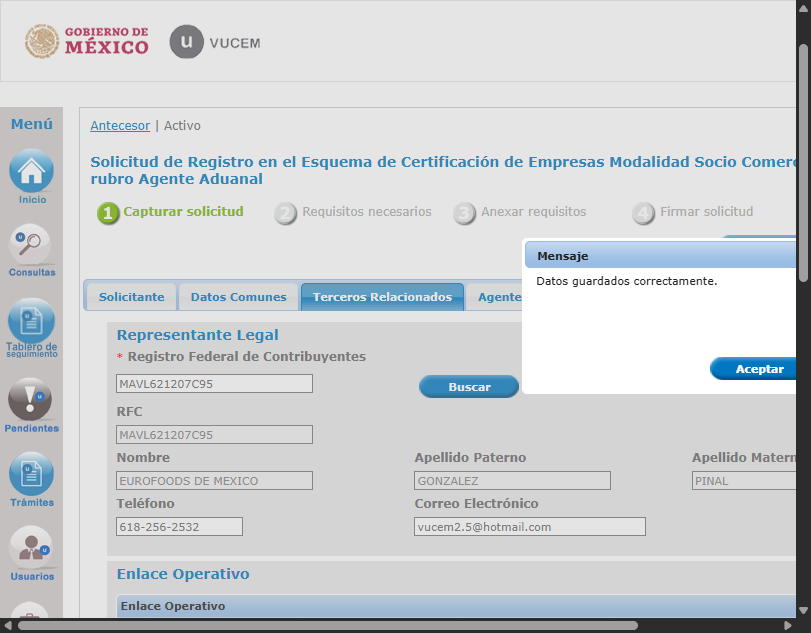 GOBIERNO DE
MÉXICO
u VUCEM
Menú
Inicio
Consultas
Tablero de
seguimiento
Pendientes
Trámites
Usuarios
Antecesor | Activo
Solicitud de Registro en el Esquema de Certificación de Empresas Modalidad Socio Comer
rubro Agente Aduanal
1 Capturar solicitud
2 Requisitos necesarios
3 Anexar requisitos
4 Firmar solicitud
Mensaje
Datos guardados correctamente.
Aceptar
Solicitante
Datos Comunes
Terceros Relacionados
Agente
Representante Legal
* Registro Federal de Contribuyentes
MAVL621207C95
Buscar
RFC
MAVL621207C95
Nombre
Apellido Paterno
Apellido Matern
EUROFOODS DE MEXICO
GONZALEZ
PINAL
Teléfono
Correo Electrónico
618-256-2532
vucem2.5@hotmail.com
Enlace Operativo
Enlace Operativo